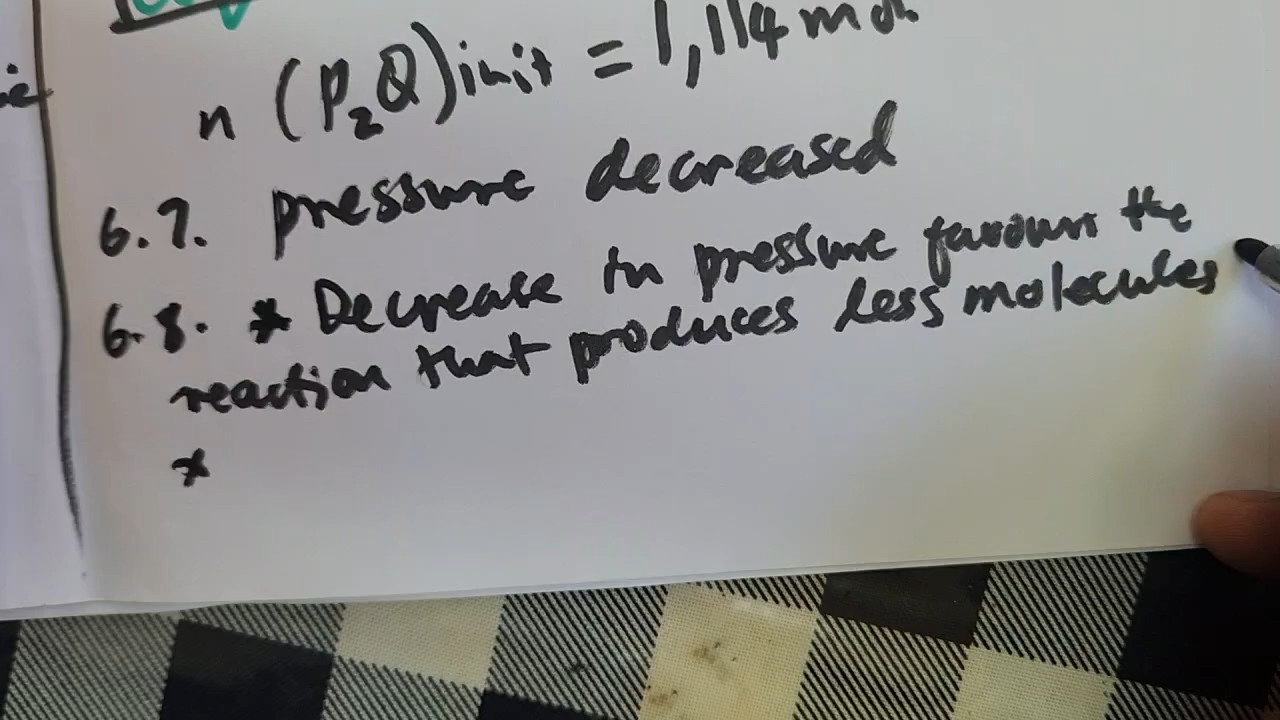 n (P₂Q)init = 1,114 mol
6.7. pressure decreased
6.8. * Decrease in pressure favours the
reaction that produces less molecules
*